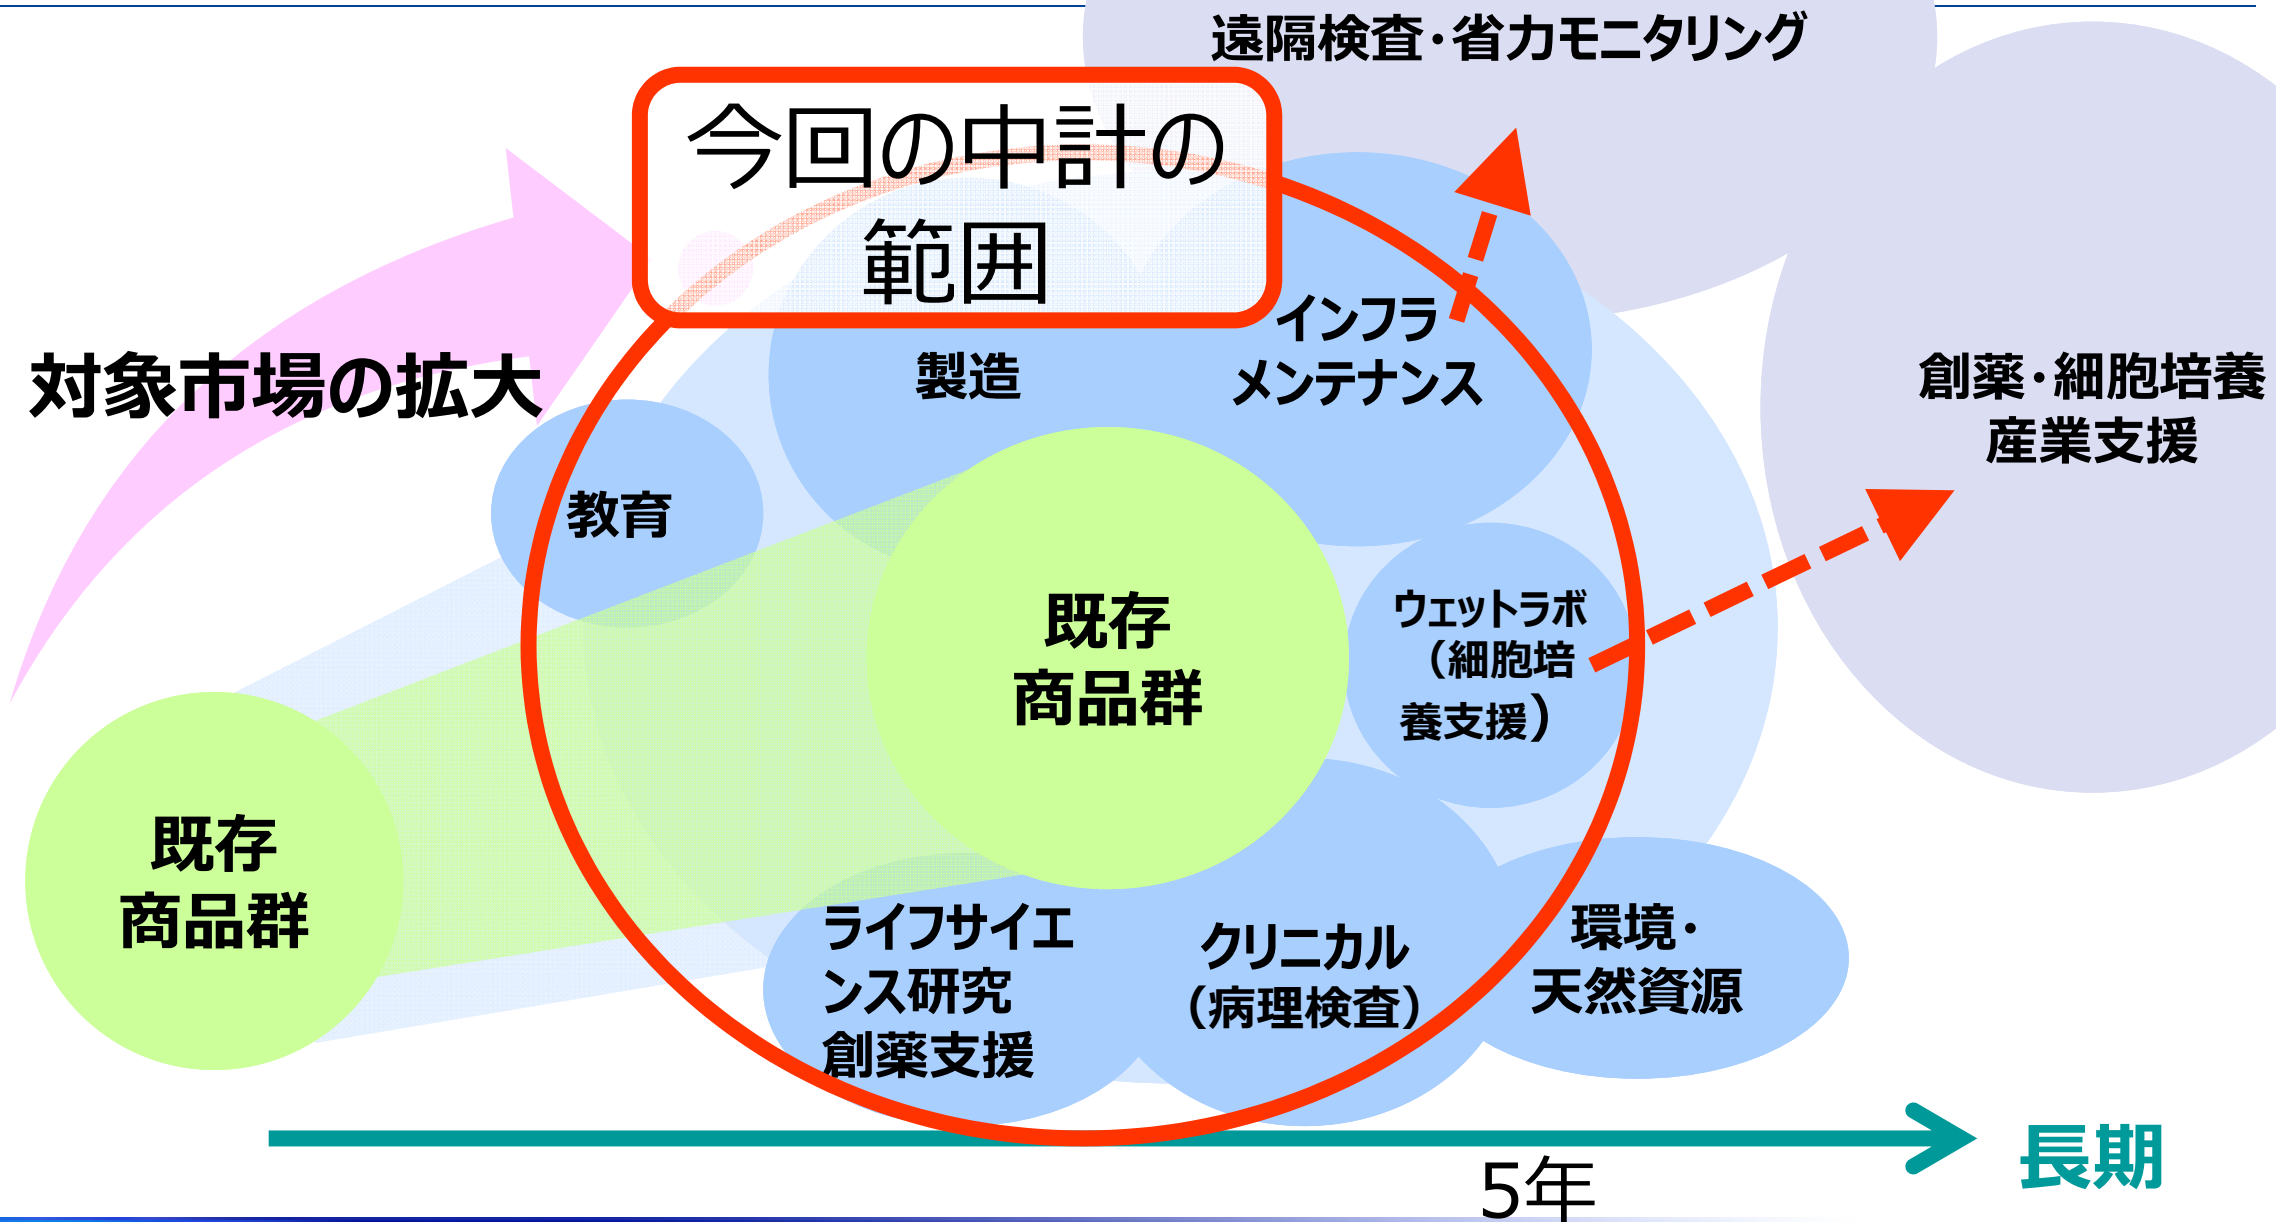 遠隔検査・省力モニタリング
今回の中計の
範囲
対象市場の拡大
製造
インフラ
メンテナンス
創薬・細胞培養
産業支援
教育
既存
商品群
ウェットラボ
（細胞培
養支援）
既存
商品群
ライフサイエ
ンス研究
創薬支援
クリニカル
（病理検査）
環境・
天然資源
長期
5年